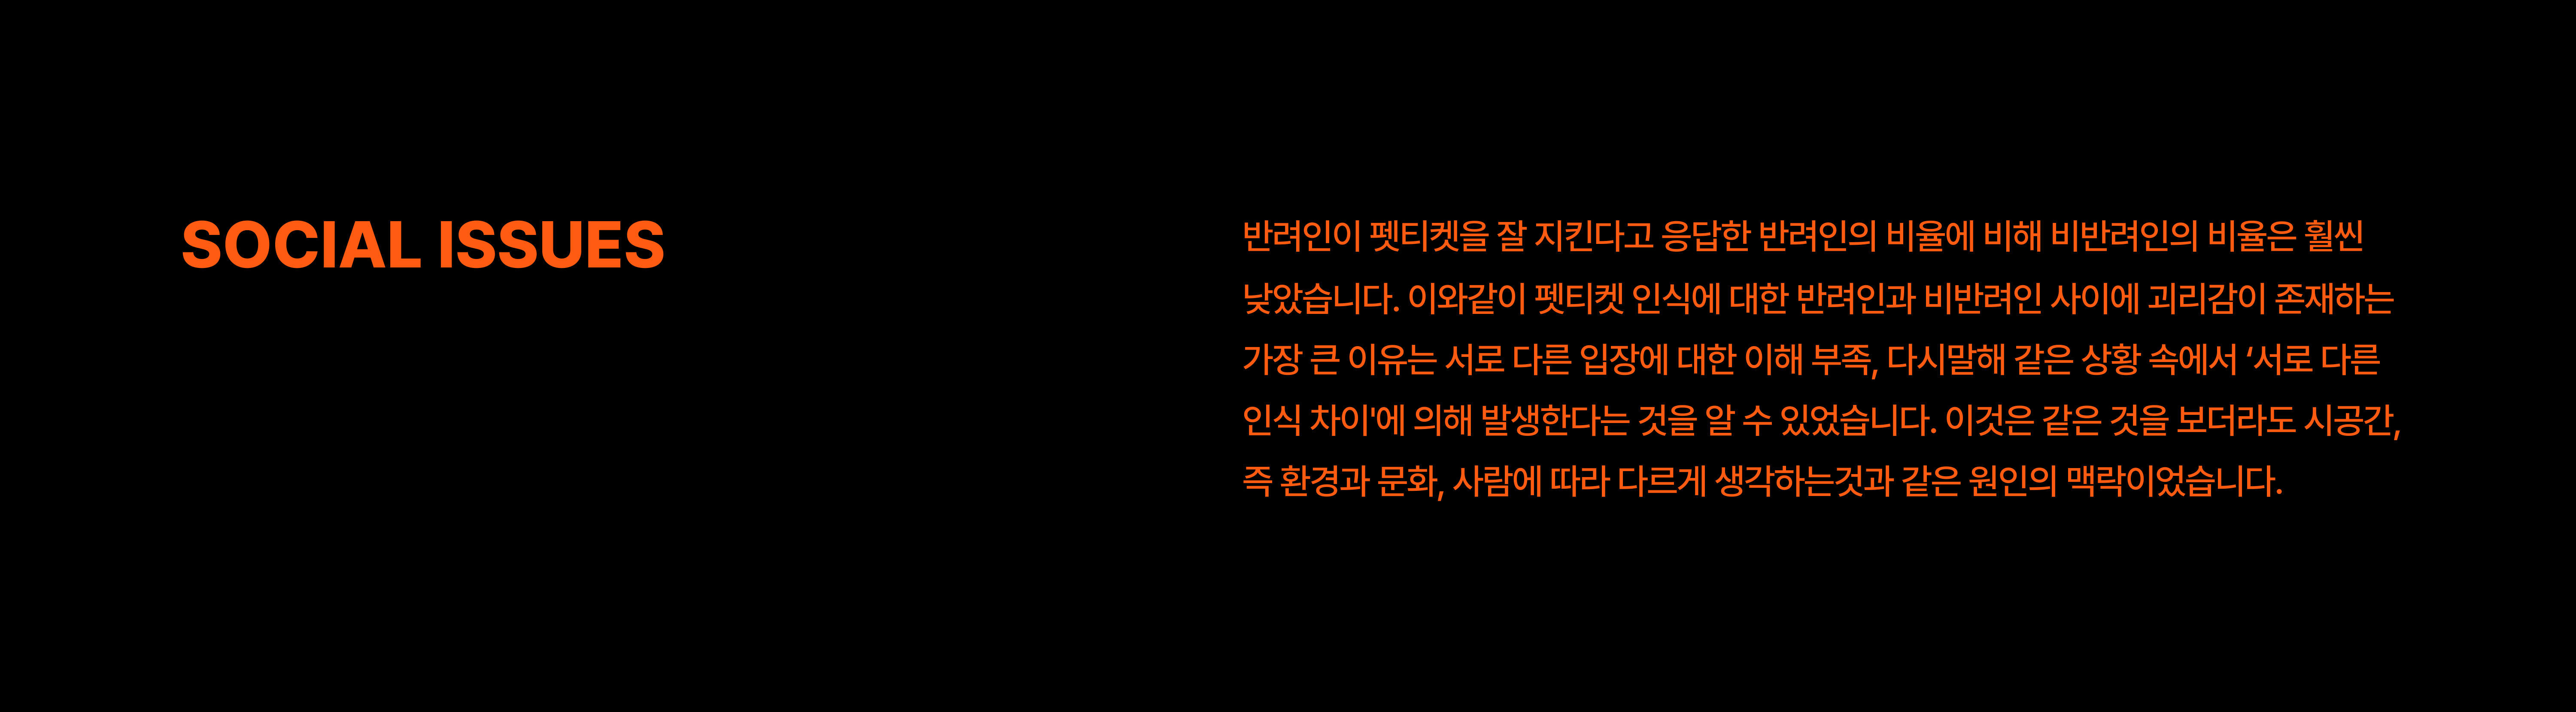 SOCIAL ISSUES
반려인이 펫티켓을 잘 지킨다고 응답한 반려인의 비율에 비해 비반려인의 비율은 훨씬
낮았습니다. 이와같이 펫티켓 인식에 대한 반려인과 비반려인 사이에 괴리감이 존재하는
가장 큰 이유는 서로 다른 입장에 대한 이해 부족, 다시말해 같은 상황 속에서 ‘서로 다른
인식 차이'에 의해 발생한다는 것을 알 수 있었습니다. 이것은 같은 것을 보더라도 시공간,
즉 환경과 문화, 사람에 따라 다르게 생각하는것과 같은 원인의 맥락이었습니다.